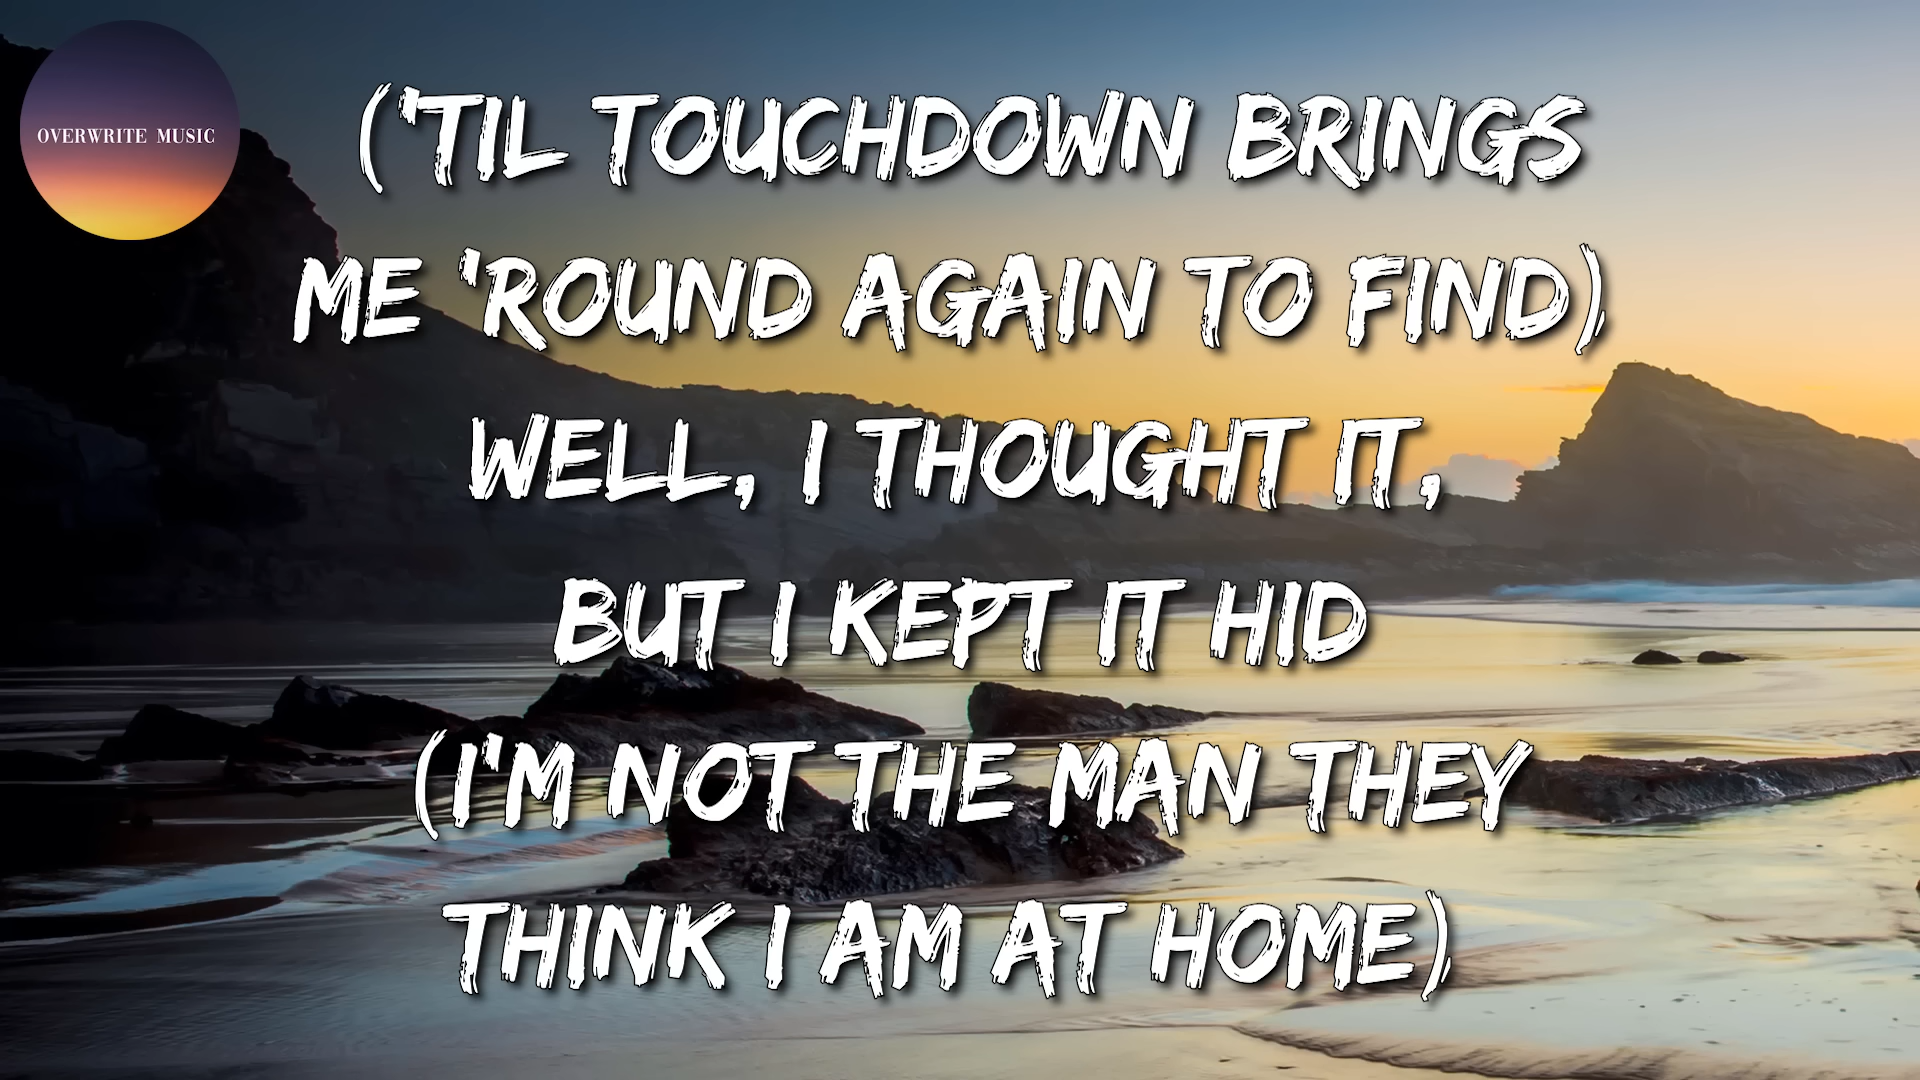 OVERWRITE MUSIC
('TIL TOUCHDOWN BRINGS
ME 'ROUND AGAIN TO FIND)
WELL, I THOUGHT IT,
BUT I KEPT IT HID
(I'M NOT THE MAN THEY
THINK I AM AT HOME)